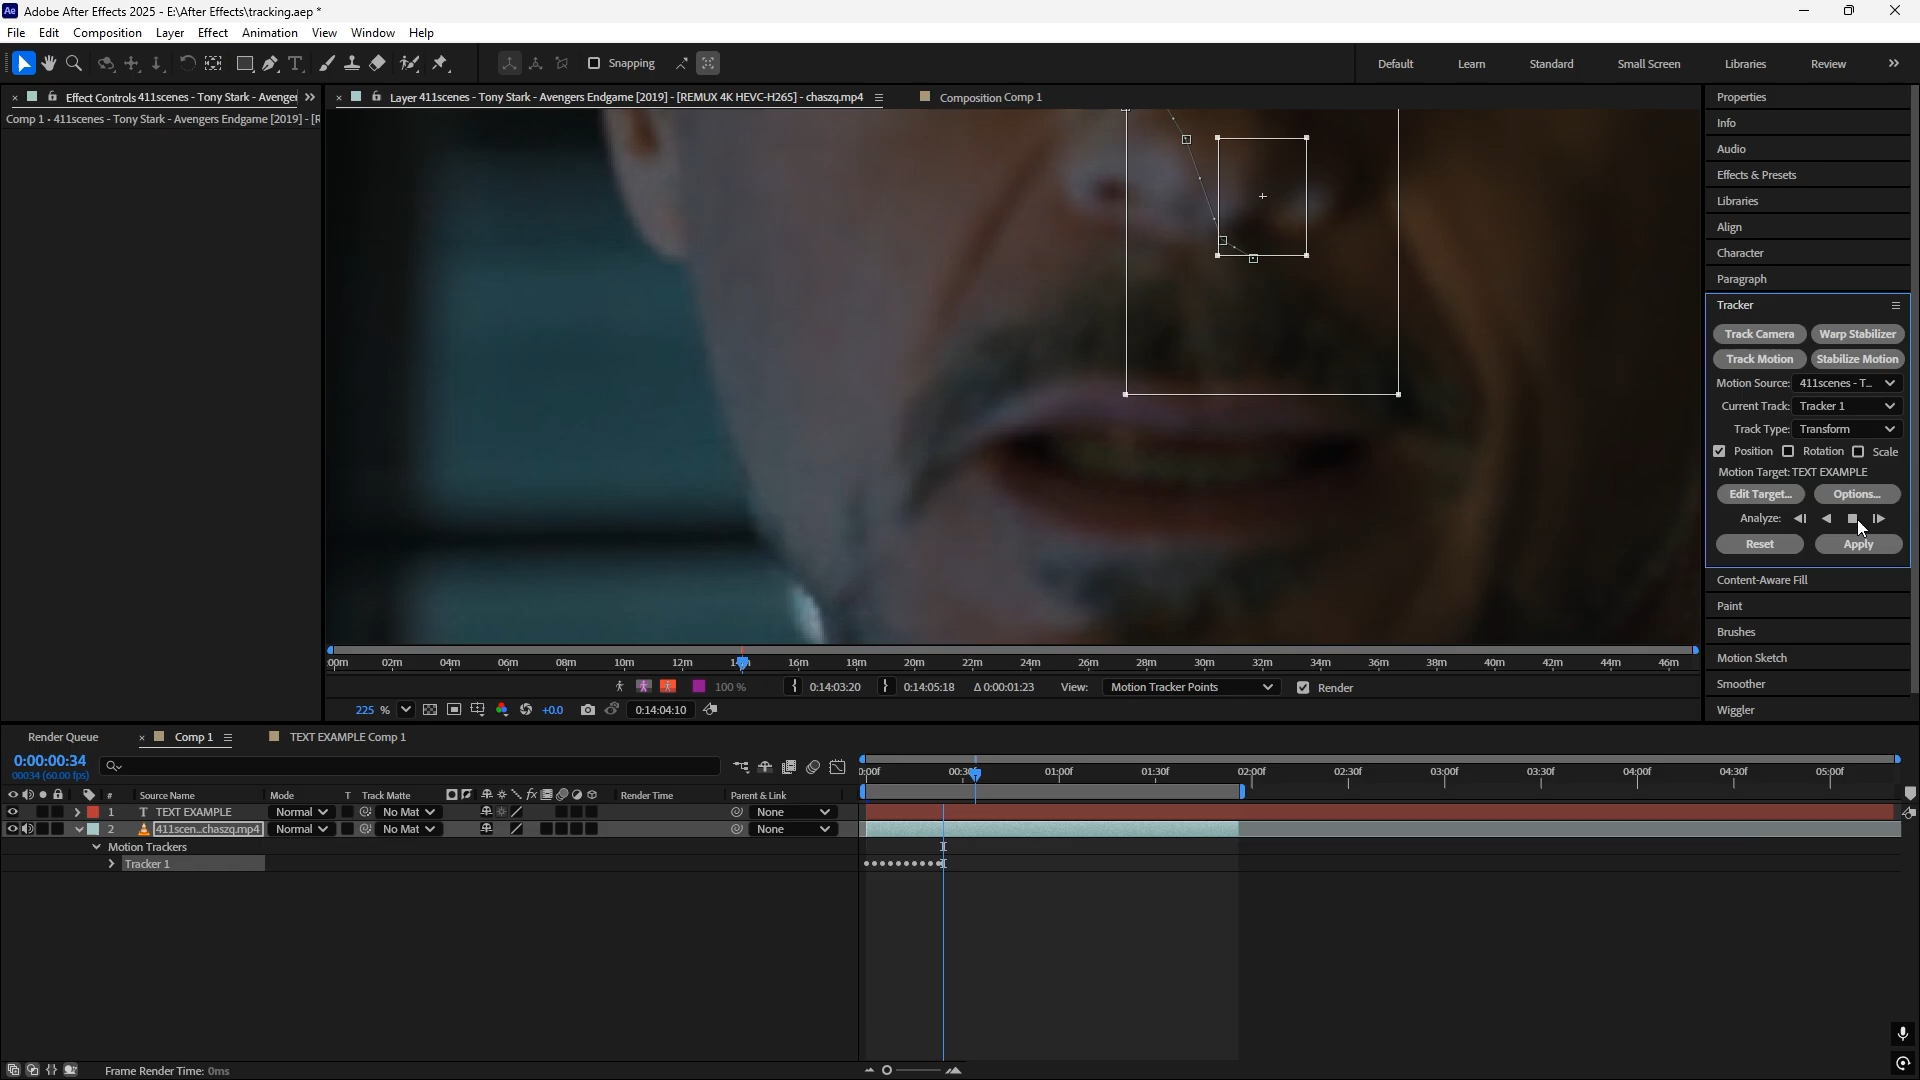 Ae Adobe After Effects 2025 - E:\After Effects\tracking.aep *
File Edit Composition Layer Effect Animation View Window Help
Snapping Default Learn Standard Small Screen Libraries Review
Effect Controls 411scenes - Tony Stark - Avenger
Layer 411scenes - Tony Stark - Avengers Endgame [2019] - [REMUX 4K HEVC-H265] - chaszq.mp4
Composition Comp 1
Comp 1 • 411scenes - Tony Stark - Avengers Endgame [2019] - [R
Properties
Info
Audio
Effects & Presets
Libraries
Align
Character
Paragraph
Tracker
Track Camera Warp Stabilizer
Track Motion Stabilize Motion
Motion Source: 411scenes - T...
Current Track: Tracker 1
Track Type: Transform
Position Rotation Scale
Motion Target: TEXT EXAMPLE
Edit Target... Options...
Analyze:
Reset Apply
Content-Aware Fill
Paint
Brushes
Motion Sketch
Smoother
Wiggler
:00m 02m 04m 06m 08m 10m 12m 16m 18m 20m 22m 24m 26m 28m 30m 32m 34m 36m 38m 40m 42m 44m 46m
100 % 0:14:03:20 0:14:05:18 Δ 0:00:01:23 View: Motion Tracker Points Render
225 % +0.0 0:14:04:10
Render Queue Comp 1 TEXT EXAMPLE Comp 1
0:00:00:34
00034 (60.00 fps)
0:00f 01:00f 01:30f 02:00f 02:30f 03:00f 03:30f 04:00f 04:30f 05:00f
# Source Name Mode T Track Matte fx Render Time Parent & Link
1 T TEXT EXAMPLE Normal No Mat None
2 411scen...chaszq.mp4 Normal No Mat None
Motion Trackers
Tracker 1
Frame Render Time: 0ms